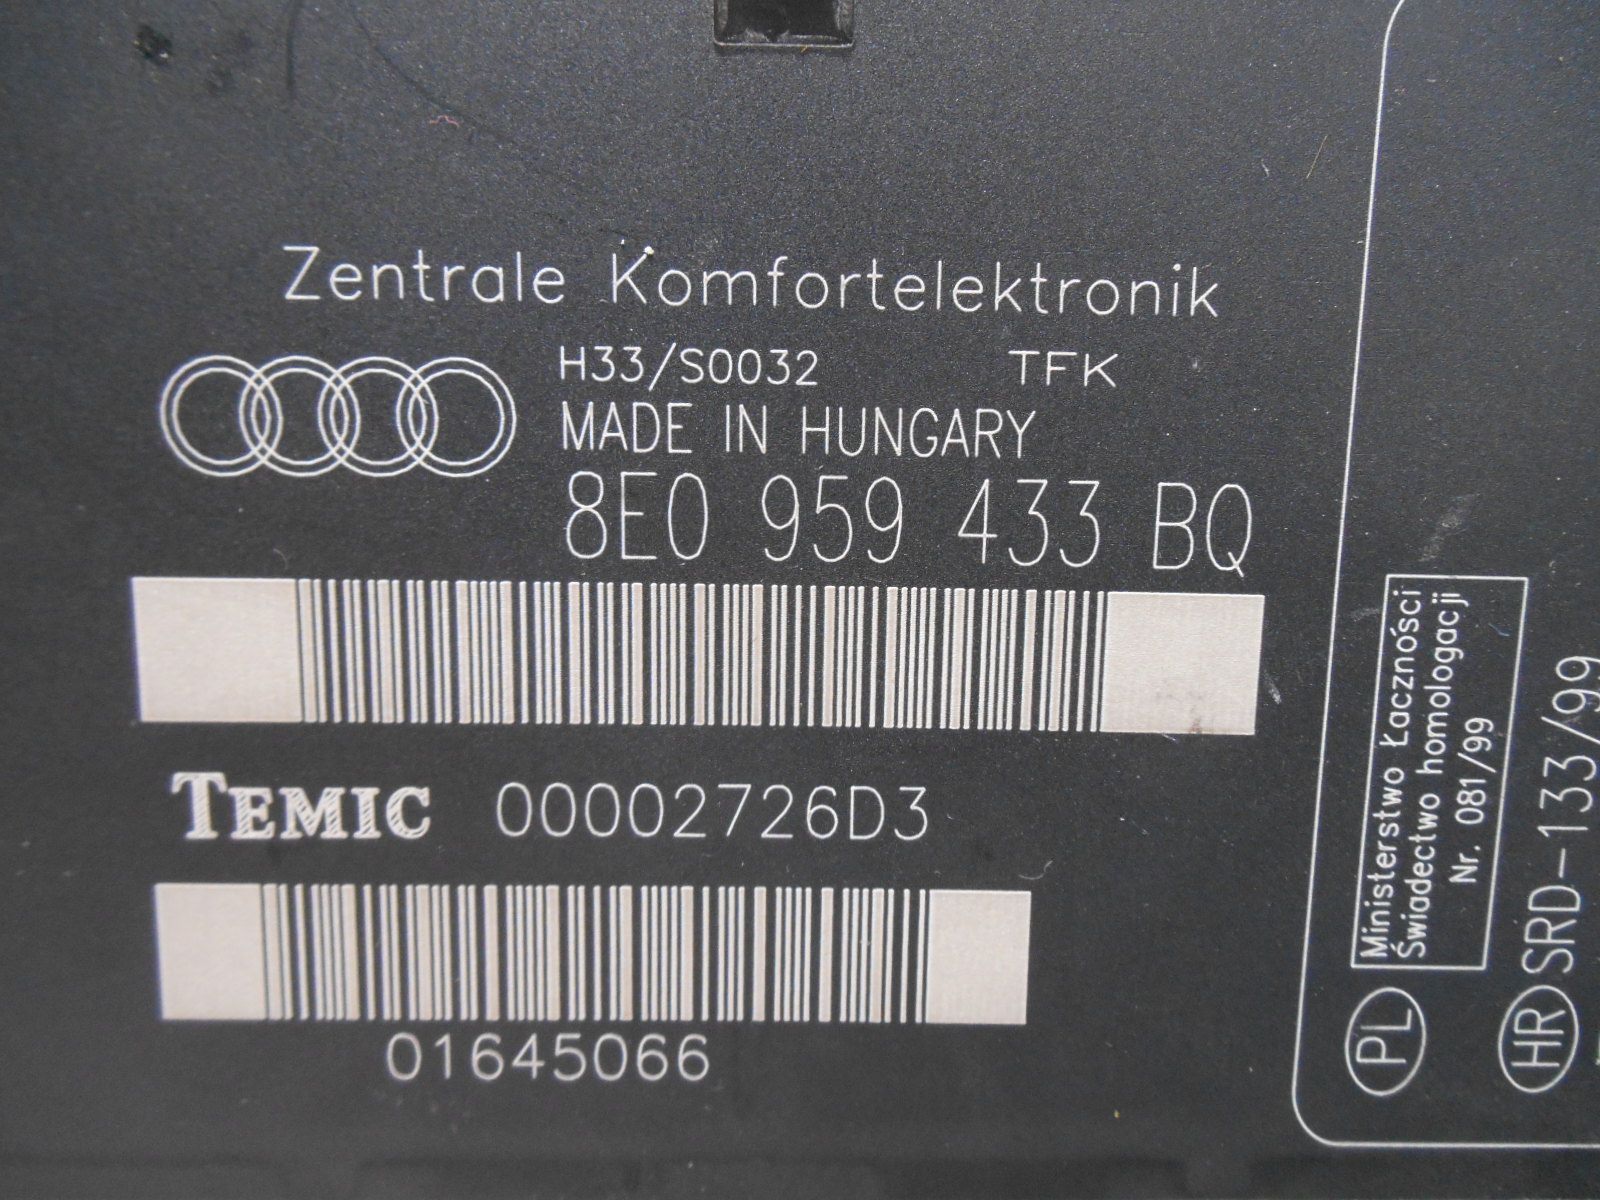 Zentrale Komfortelektronik
H33/S0032 TFK
MADE IN HUNGARY
8E0 959 433 BQ
TEMIC 00002726D3
01645066
Ministerstwo Łączności
Świadectwo homologacji
Nr. 081/99
PL
HR SRD-133/99